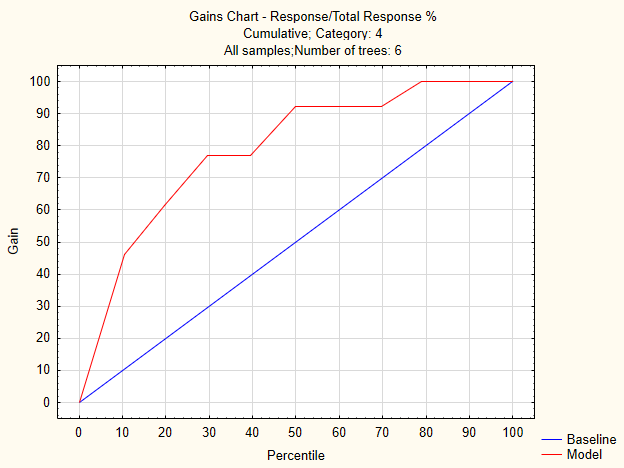 Gains Chart - Response/Total Response %
Cumulative; Category: 4
All samples;Number of trees: 6
100
90
80
70
60
50
40
30
20
10
0
Gain
0 10 20 30 40 50 60 70 80 90 100
Percentile
Baseline
Model